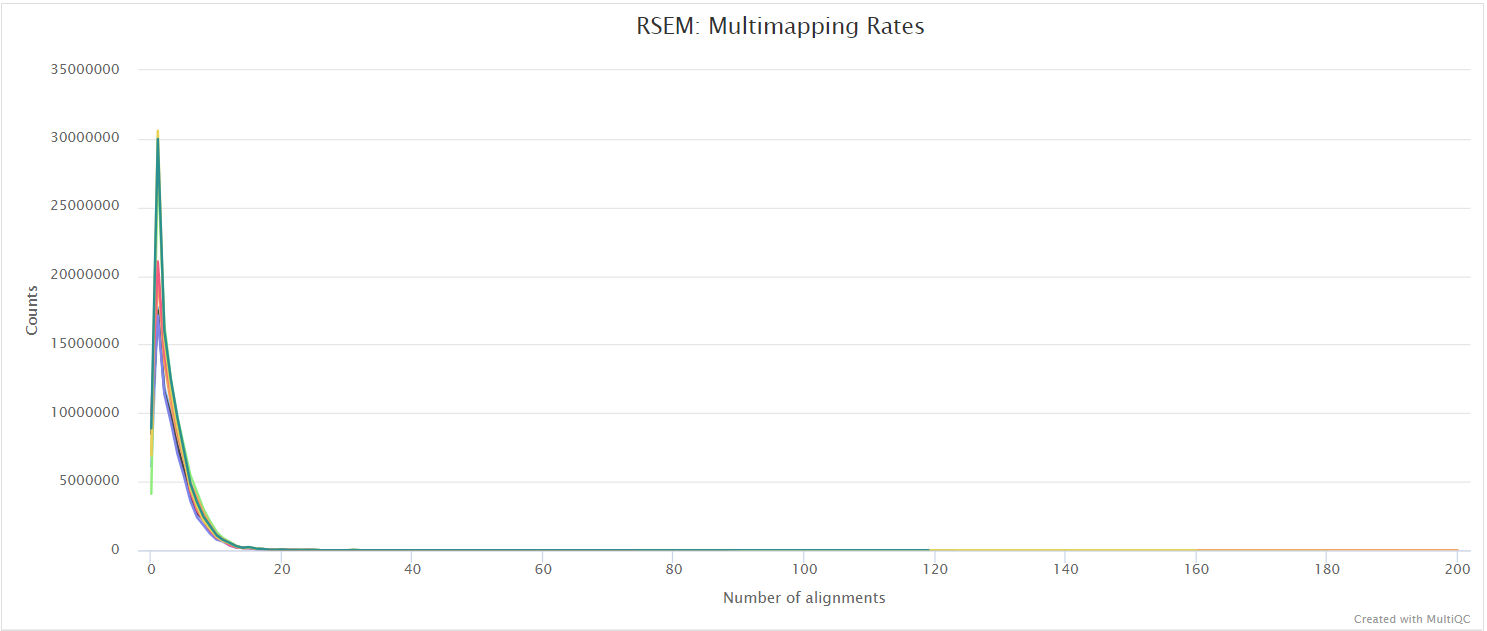 RSEM: Multimapping Rates
35000000
30000000
25000000
20000000
15000000
10000000
5000000
0
Counts
0 20 40 60 80 100 120 140 160 180 200
Number of alignments
Created with MultiQC